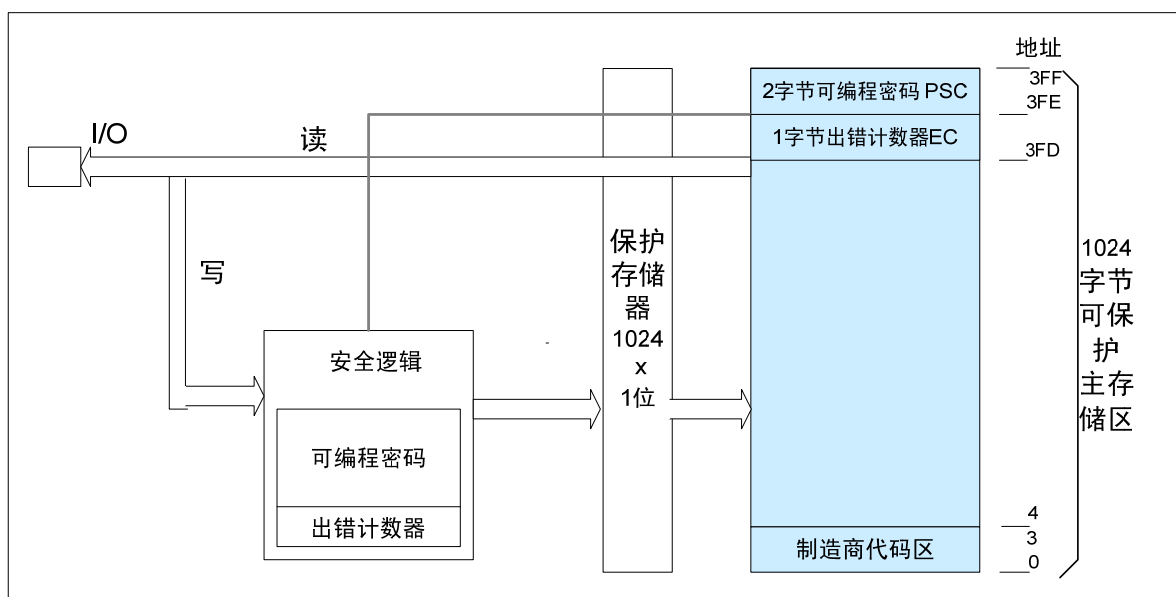 地址
3FF
2字节可编程密码 PSC
3FE
I/O
读
1字节出错计数器EC
3FD
写
保护
存储
器
1024
x
1位
1024
字节
可保
护
主存
储区
安全逻辑
可编程密码
出错计数器
4
制造商代码区
3
0